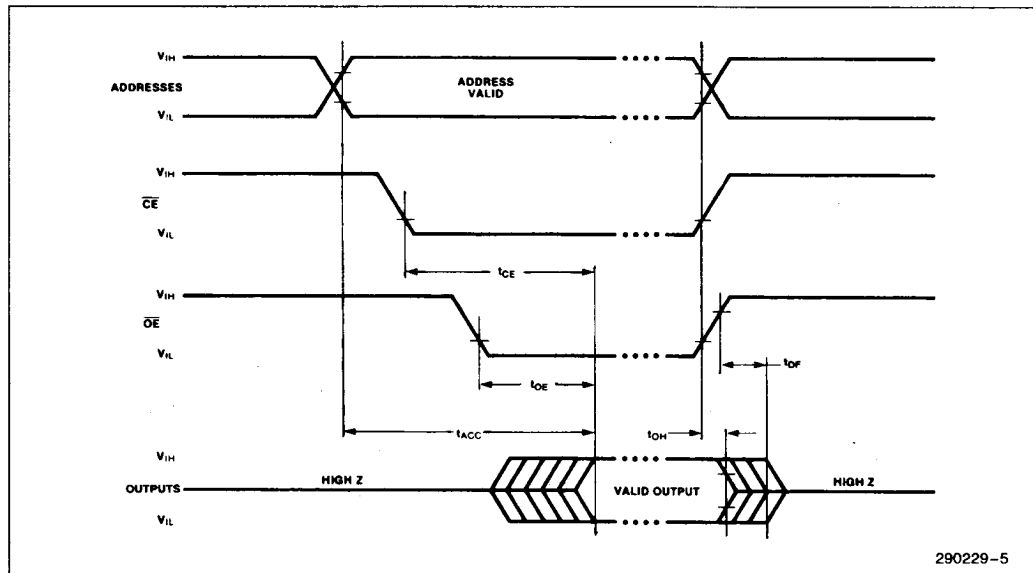 VIH
ADDRESSES
ADDRESS
VALID
VIL
VIH
CE
VIL
tCE
VIH
OE
VIL
tDF
tOE
tACC
tOH
VIH
HIGH Z
OUTPUTS
VALID OUTPUT
HIGH Z
VIL
290229-5